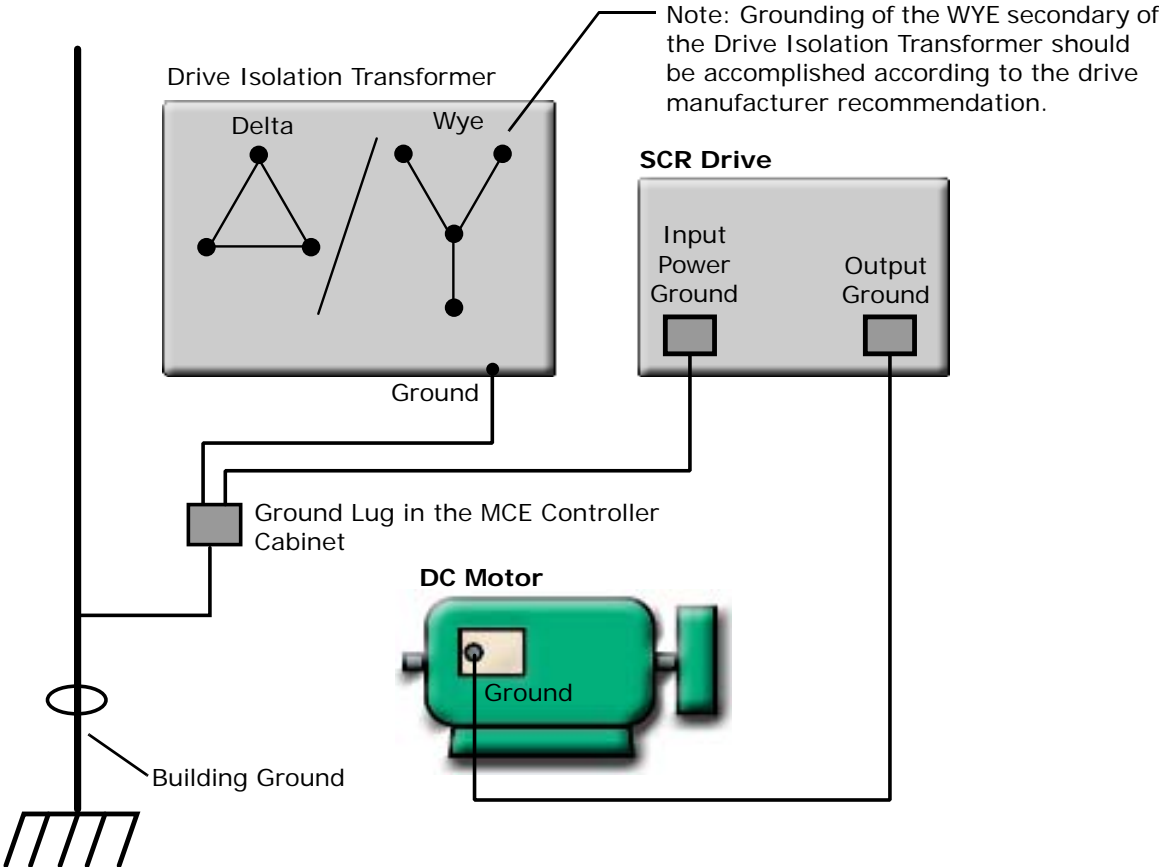 Note: Grounding of the WYE secondary of
the Drive Isolation Transformer should
be accomplished according to the drive
manufacturer recommendation.
Drive Isolation Transformer
Delta
Wye
SCR Drive
Input
Power
Ground
Output
Ground
Ground
Ground Lug in the MCE Controller
Cabinet
DC Motor
Ground
Building Ground